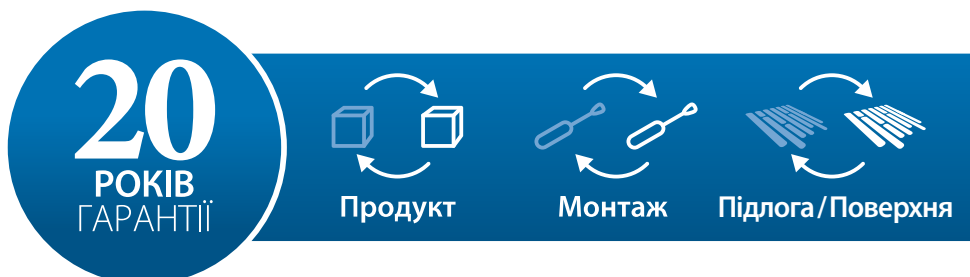 20
РОКІВ
ГАРАНТІЇ
Продукт
Монтаж
Підлога/Поверхня